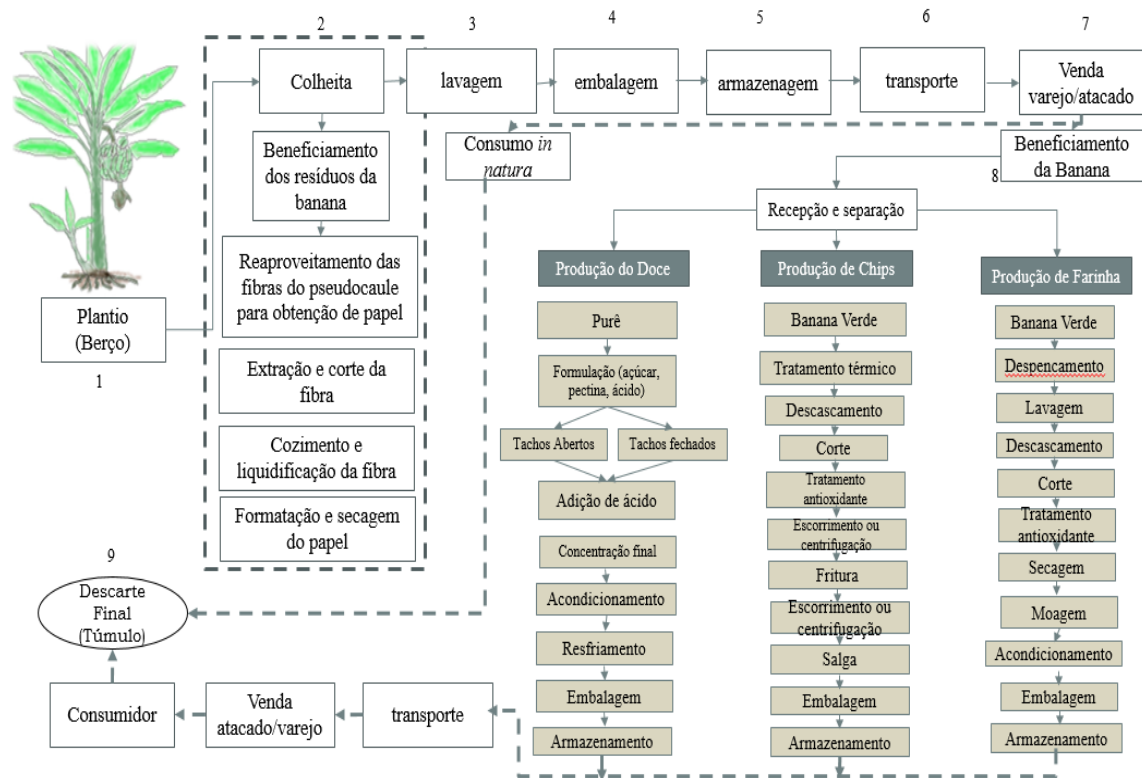 2
3
4
5
6
7
Colheita
lavagem
embalagem
armazenagem
transporte
Venda
varejo/atacado
Beneficiamento
dos resíduos da
banana
Consumo in
natura
Beneficiamento
da Banana
8
Recepção e separação
Reaproveitamento das
fibras do pseudocaule
para obtenção de papel
Extração e corte da
fibra
Cozimento e
liquidificação da fibra
Formatação e secagem
do papel
Plantio
(Berço)
1
Produção do Doce
Purê
Formulação (açúcar,
pectina, ácido)
Tachos Abertos
Tachos fechados
Adição de ácido
Concentração final
Acondicionamento
Resfriamento
Embalagem
Armazenamento
Produção de Chips
Banana Verde
Tratamento térmico
Descascamento
Corte
Tratamento
antioxidante
Escorrimento ou
centrifugação
Fritura
Escorrimento ou
centrifugação
Salga
Embalagem
Armazenamento
Produção de Farinha
Banana Verde
Despencamento
Lavagem
Descascamento
Corte
Tratamento
antioxidante
Secagem
Moagem
Acondicionamento
Embalagem
Armazenamento
9
Descarte
Final
(Túmulo)
Consumidor
Venda
atacado/varejo
transporte